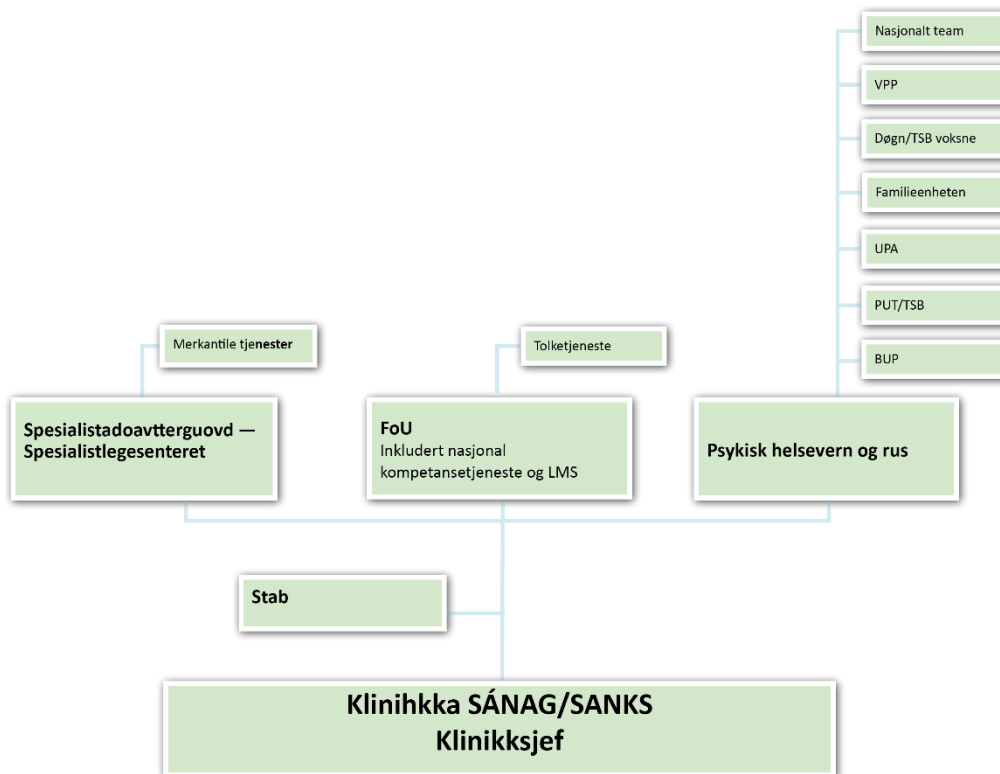 Nasjonalt team
VPP
Døgn/TSB voksne
Familieenheten
UPA
PUT/TSB
BUP
Merkantile tjenester
Tolketjeneste
Spesialistadoavtterguovd —
Spesialistlegesenteret
FoU
Inkludert nasjonal
kompetansetjeneste og LMS
Psykisk helsevern og rus
Stab
Klinihkka SÁNAG/SANKS
Klinikksjef